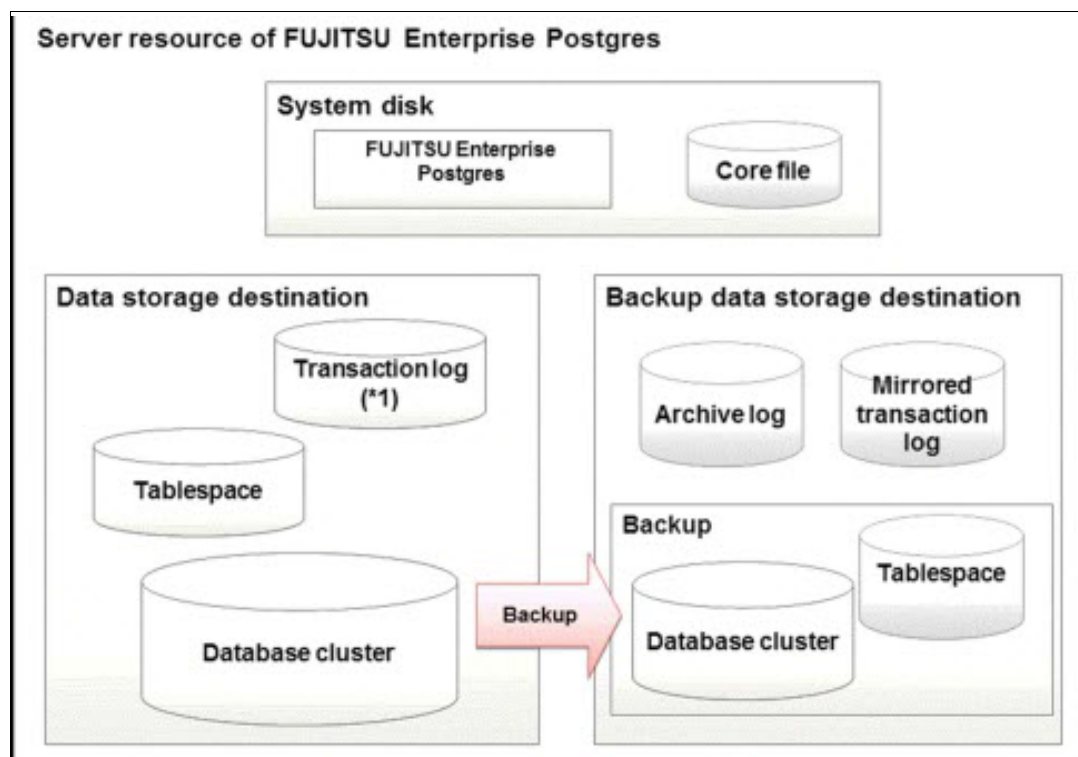 Server resource of FUJITSU Enterprise Postgres
System disk
FUJITSU Enterprise
Postgres
Core file
Data storage destination
Transaction log
(*1)
Tablespace
Database cluster
Backup
Backup data storage destination
Archive log
Mirrored
transaction
log
Backup
Tablespace
Database cluster